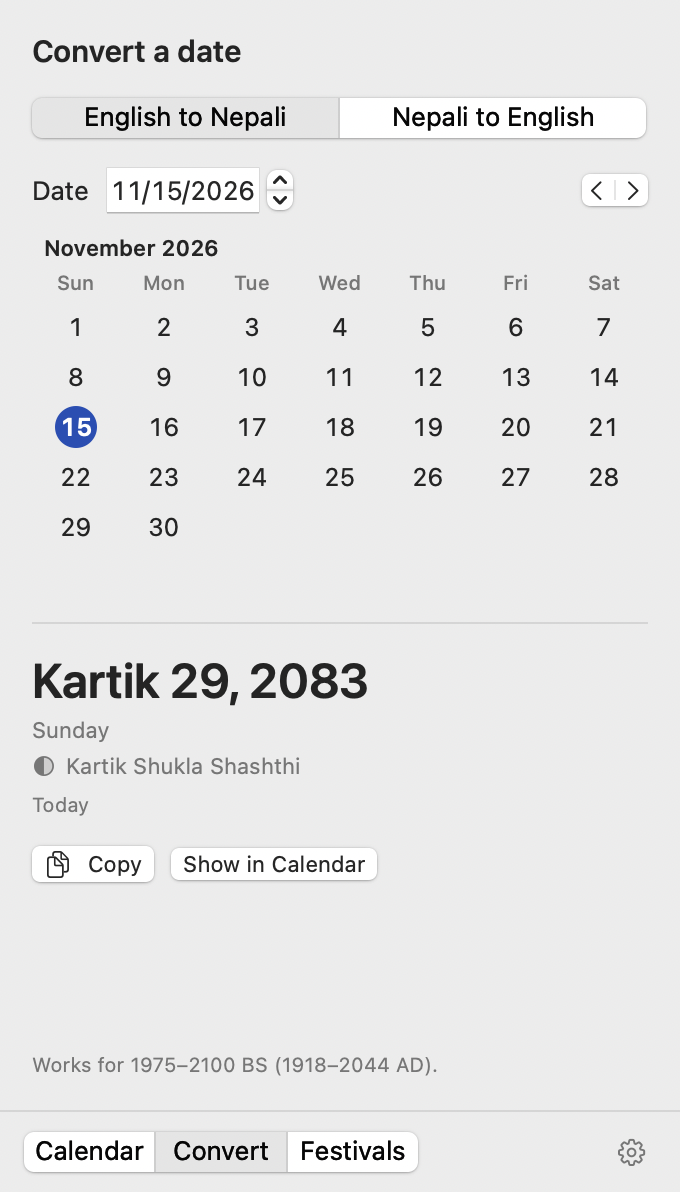 Convert a date
English to Nepali Nepali to English
Date 11/15/2026
November 2026
Sun Mon Tue Wed Thu Fri Sat
1 2 3 4 5 6 7
8 9 10 11 12 13 14
15 16 17 18 19 20 21
22 23 24 25 26 27 28
29 30
Kartik 29, 2083
Sunday
Kartik Shukla Shashthi
Today
Copy Show in Calendar
Works for 1975–2100 BS (1918–2044 AD).
Calendar Convert Festivals